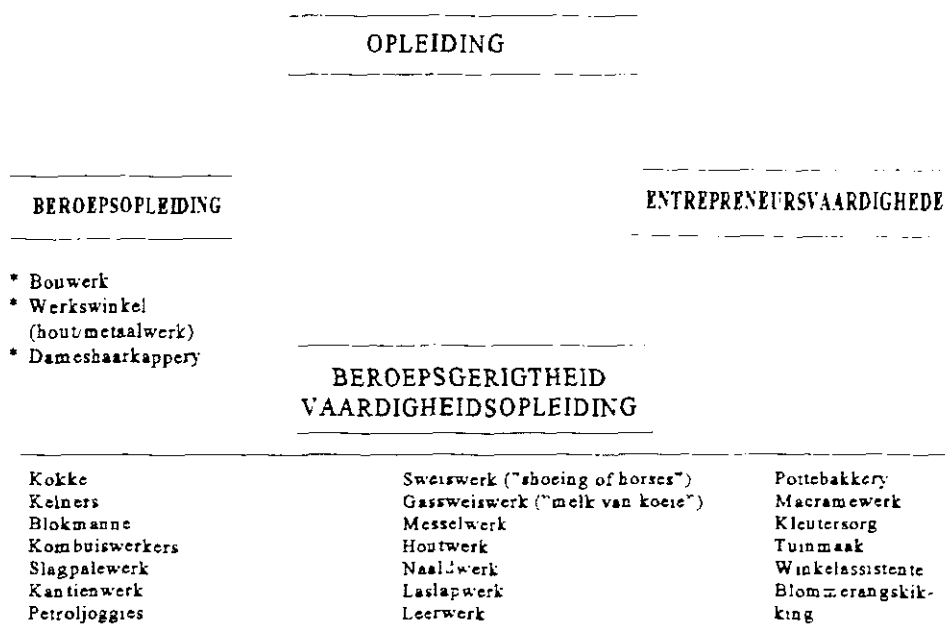 OPLEIDING
BEROEPSOPLEIDING
ENTREPRENEURSVAARDIGHEDE
* Bouwerk
* Werkswinkel
(hout/metaalwerk)
* Dameshaarkappery
BEROEPSGERIGTHEID
VAARDIGHEIDSOPLEIDING
Kokke
Kelners
Blokmanne
Kombuiswerkers
Slagpalewerk
Kantienwerk
Petroljoggies
Sweiswerk ("shoeing of horses")
Gassweiswerk ("melk van koeie")
Messelwerk
Houtwerk
Naaldwerk
Laslapwerk
Leerwerk
Pottebakkery
Macramewerk
Kleutersorg
Tuinmaak
Winkelassistente
Blommerangskik-
king